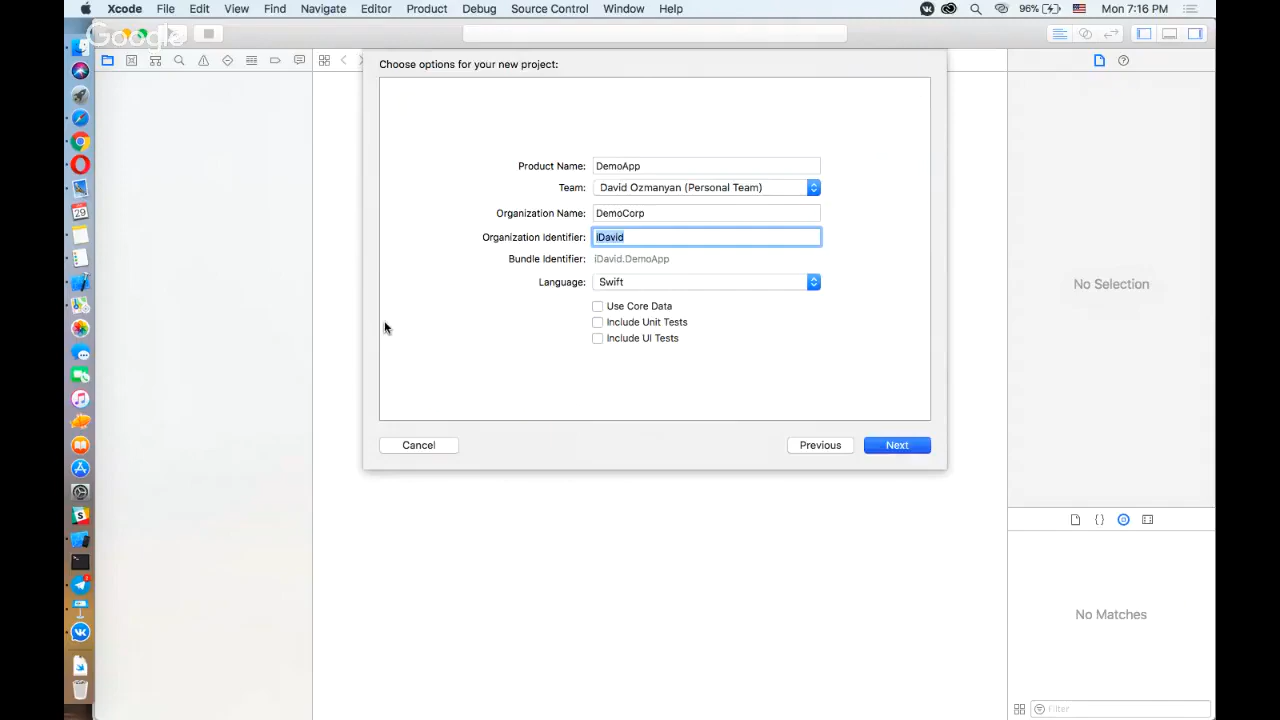 Xcode File Edit View Find Navigate Editor Product Debug Source Control Window Help 96% Mon 7:16 PM
Google
Choose options for your new project:
Product Name: DemoApp
Team: David Ozmanyan (Personal Team)
Organization Name: DemoCorp
Organization Identifier: iDavid
Bundle Identifier: iDavid.DemoApp
Language: Swift
Use Core Data
Include Unit Tests
Include UI Tests
Cancel Previous Next
No Selection
No Matches
Filter
29
S